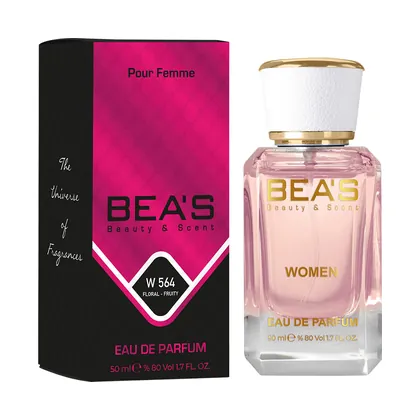 The Universe of Fragrances
Pour Femme
BEA'S
Beauty & Scent
W 564
FLORAL - FRUITY
EAU DE PARFUM
50 ml e % 80 Vol 1.7 FL. OZ.
BEA'S
Beauty & Scent
WOMEN
EAU DE PARFUM
50 ml e % 80 Vol 1.7 FL. OZ.